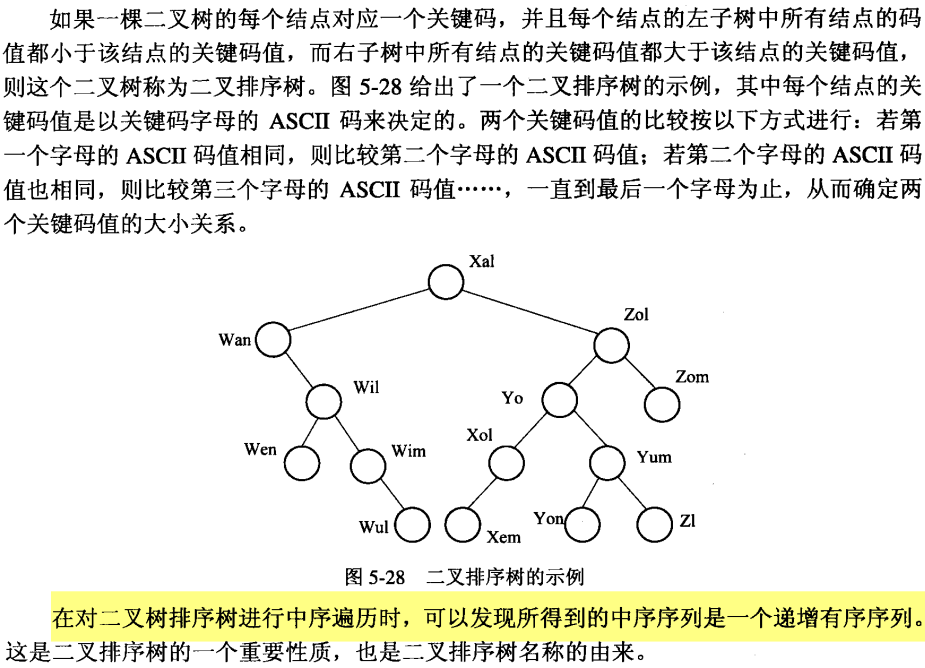 如果一棵二叉树的每个结点对应一个关键码，并且每个结点的左子树中所有结点的码
值都小于该结点的关键码值，而右子树中所有结点的关键码值都大于该结点的关键码值，
则这个二叉树称为二叉排序树。图 5-28 给出了一个二叉排序树的示例，其中每个结点的关
键码值是以关键码字母的 ASCII 码来决定的。两个关键码值的比较按以下方式进行：若第
一个字母的 ASCII 码值相同，则比较第二个字母的 ASCII 码值；若第二个字母的 ASCII 码
值也相同，则比较第三个字母的 ASCII 码值……，一直到最后一个字母为止，从而确定两
个关键码值的大小关系。
Xal
Zol
Wan
Zom
Wil
Yo
Xol
Wen
Wim
Yum
Wul
Xem
Yon
Zl
图 5-28 二叉排序树的示例
在对二叉树排序树进行中序遍历时，可以发现所得到的中序序列是一个递增有序序列。
这是二叉排序树的一个重要性质，也是二叉排序树名称的由来。